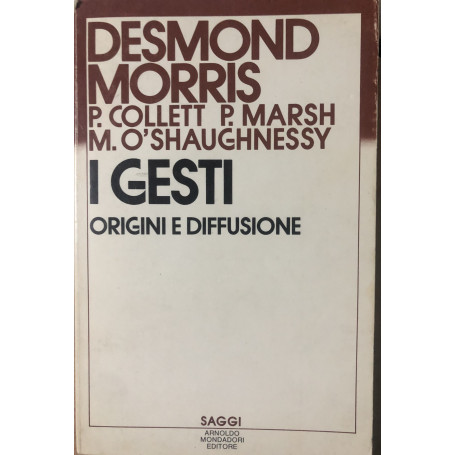 DESMOND
MORRIS
P. COLLETT P. MARSH
M. O'SHAUGHNESSY
I GESTI
ORIGINI E DIFFUSIONE
SAGGI
ARNOLDO
MONDADORI
EDITORE